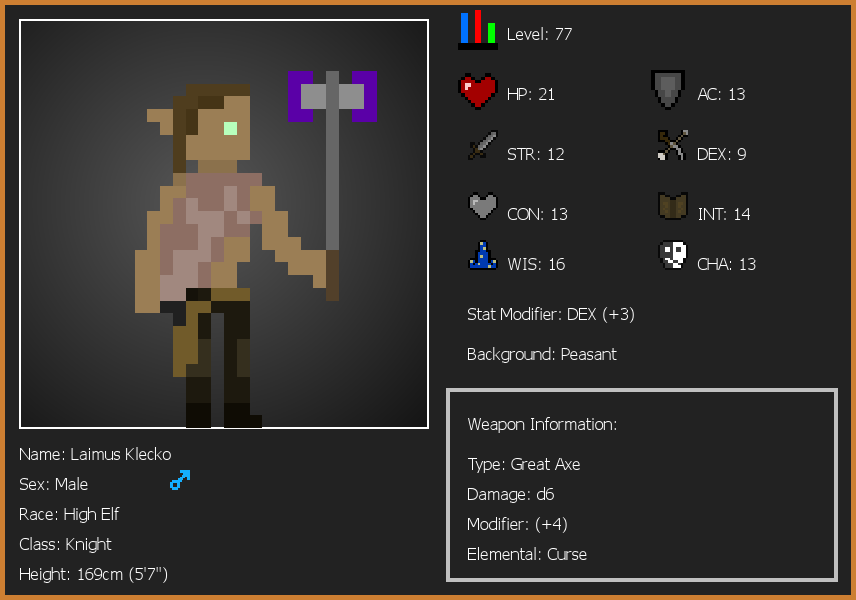 Level: 77
HP: 21
AC: 13
STR: 12
DEX: 9
CON: 13
INT: 14
WIS: 16
CHA: 13
Stat Modifier: DEX (+3)
Background: Peasant
Weapon Information:
Type: Great Axe
Damage: d6
Modifier: (+4)
Elemental: Curse
Name: Laimus Klecko
Sex: Male
Race: High Elf
Class: Knight
Height: 169cm (5'7")